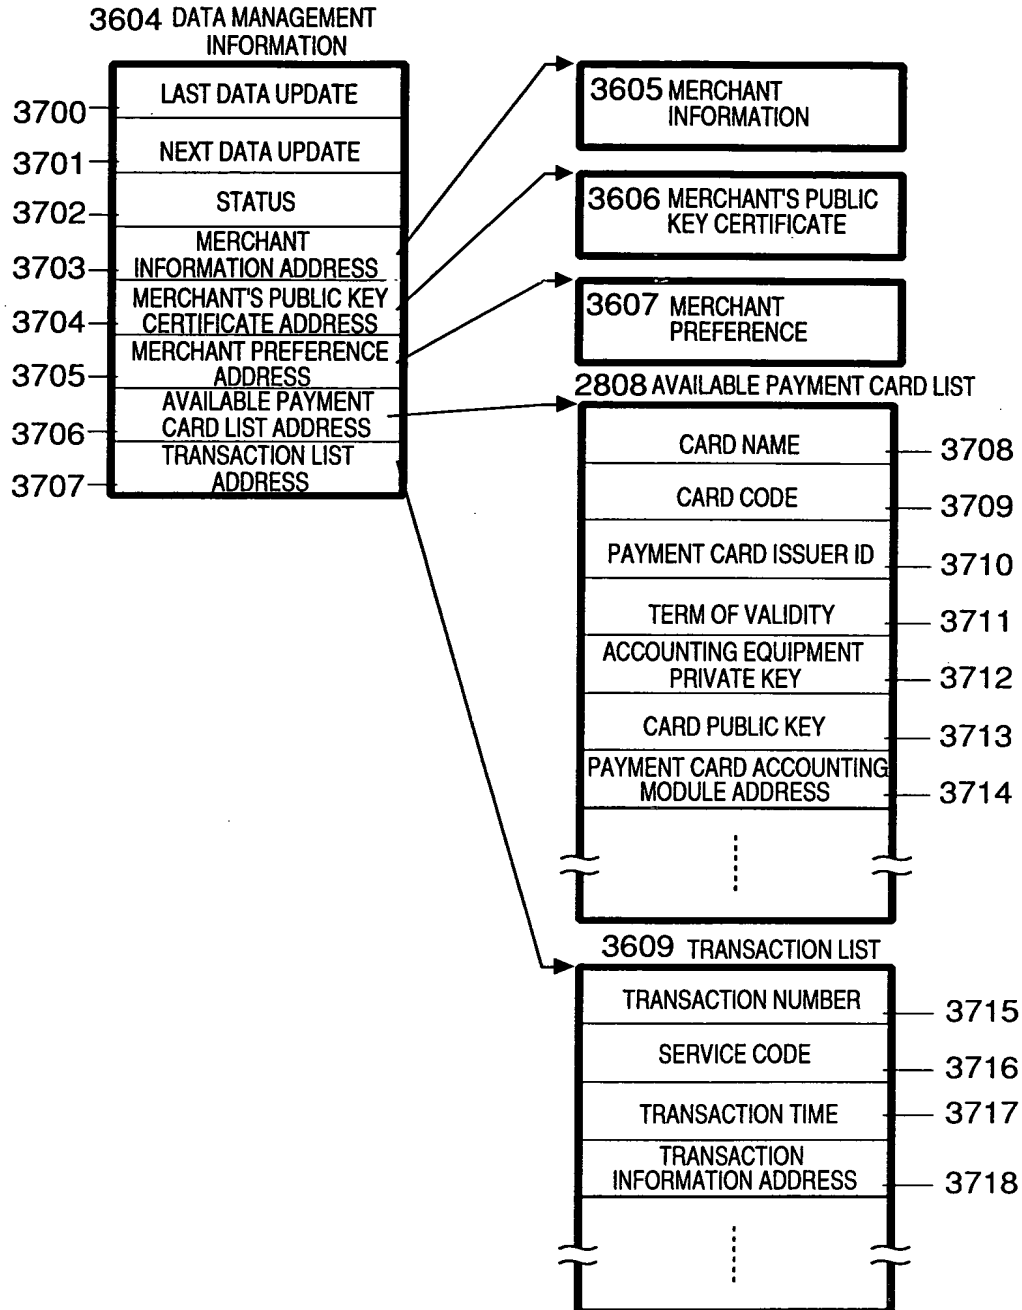 3604 DATA MANAGEMENT
INFORMATION
3700 LAST DATA UPDATE
3701 NEXT DATA UPDATE
3702 STATUS
MERCHANT
3703 INFORMATION ADDRESS
MERCHANT'S PUBLIC KEY
3704 CERTIFICATE ADDRESS
MERCHANT PREFERENCE
3705 ADDRESS
AVAILABLE PAYMENT
3706 CARD LIST ADDRESS
TRANSACTION LIST
3707 ADDRESS
3605 MERCHANT
INFORMATION
3606 MERCHANT'S PUBLIC
KEY CERTIFICATE
3607 MERCHANT
PREFERENCE
2808 AVAILABLE PAYMENT CARD LIST
CARD NAME 3708
CARD CODE 3709
PAYMENT CARD ISSUER ID 3710
TERM OF VALIDITY 3711
ACCOUNTING EQUIPMENT
PRIVATE KEY 3712
CARD PUBLIC KEY 3713
PAYMENT CARD ACCOUNTING
MODULE ADDRESS 3714
3609 TRANSACTION LIST
TRANSACTION NUMBER 3715
SERVICE CODE 3716
TRANSACTION TIME 3717
TRANSACTION
INFORMATION ADDRESS 3718